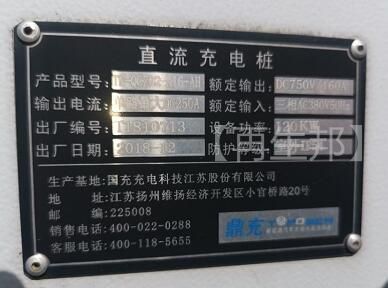 直流充电桩
产品型号: 额定输出: DC750V/160A
输出电流: 额定输入: 三相AC380V50Hz
出厂编号: 设备功率: 120KW
出厂日期: 2018-12 防护等级:
生产基地: 国充充电科技江苏股份有限公司
地址: 江苏扬州维扬经济开发区小官桥路20号
邮编: 225008
销售电话: 400-022-0288
客服电话: 400-118-5655
鼎充